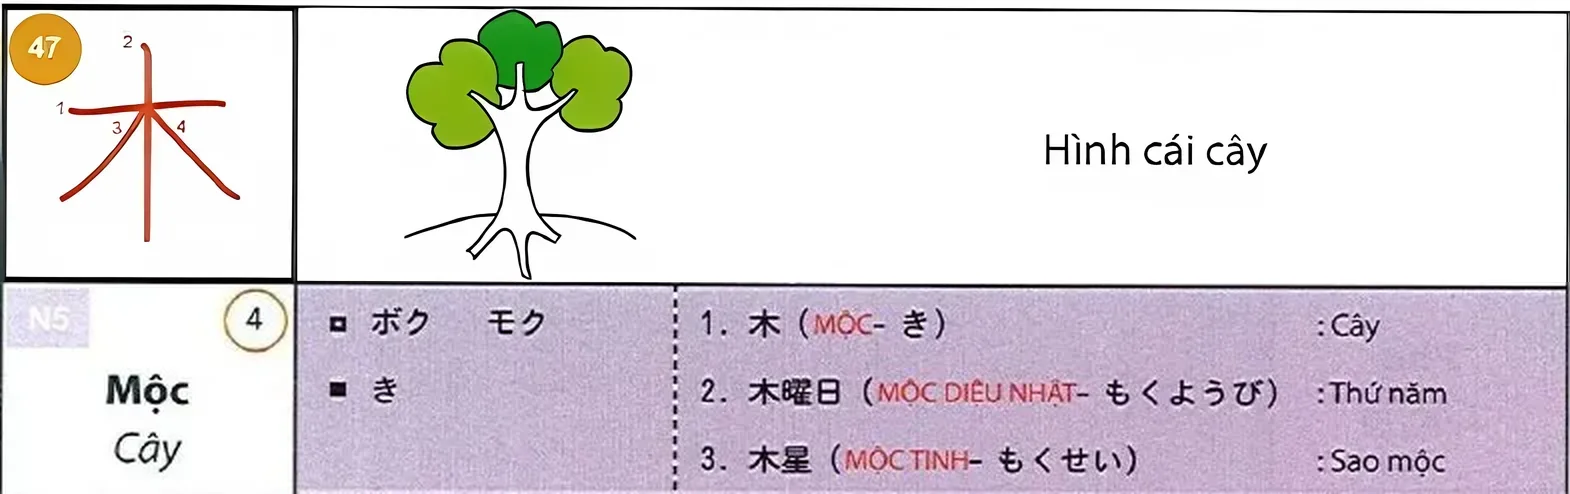 47
2
1
3 4
Hình cái cây
N5
4
Mộc
Cây
ボク モク
き
1. 木 (MỘC- き) : Cây
2. 木曜日 (MỘC DIỆU NHẬT- もくようび) : Thứ năm
3. 木星 (MỘC TINH- もくせい) : Sao mộc